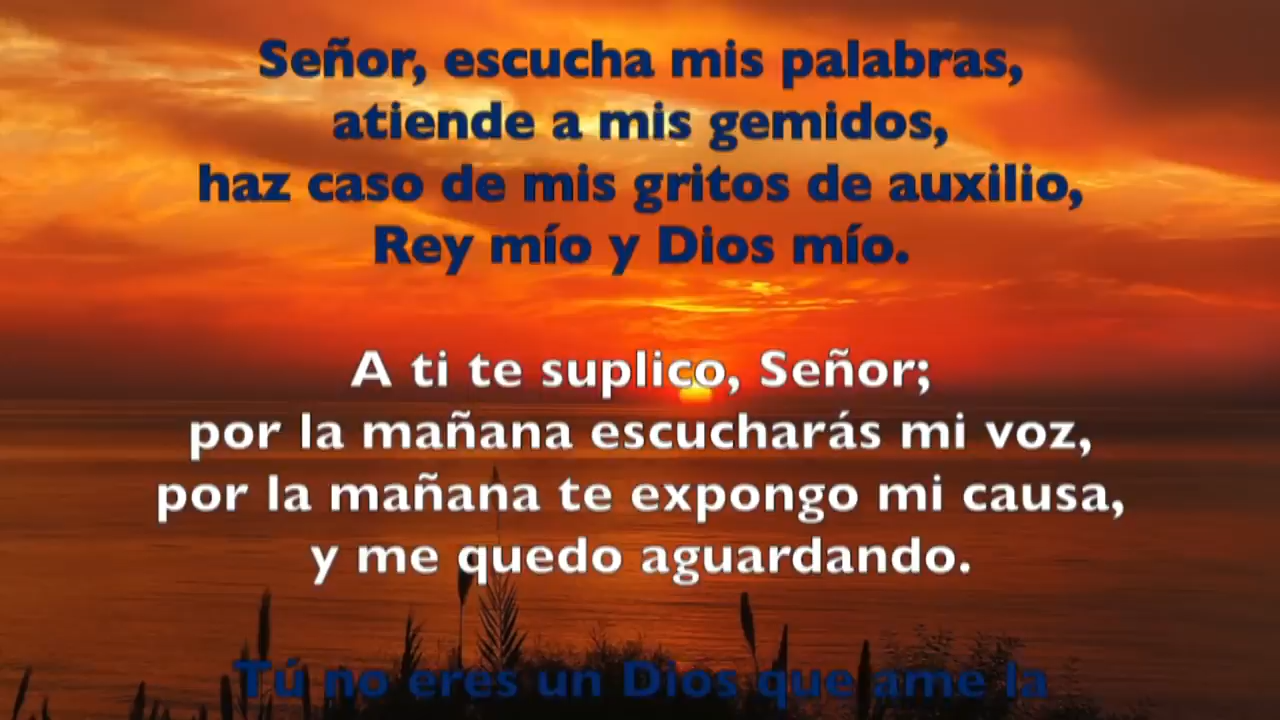 Señor, escucha mis palabras,
atiende a mis gemidos,
haz caso de mis gritos de auxilio,
Rey mío y Dios mío.
A ti te suplico, Señor;
por la mañana escucharás mi voz,
por la mañana te expongo mi causa,
y me quedo aguardando.
Tú no eres un Dios que ame la